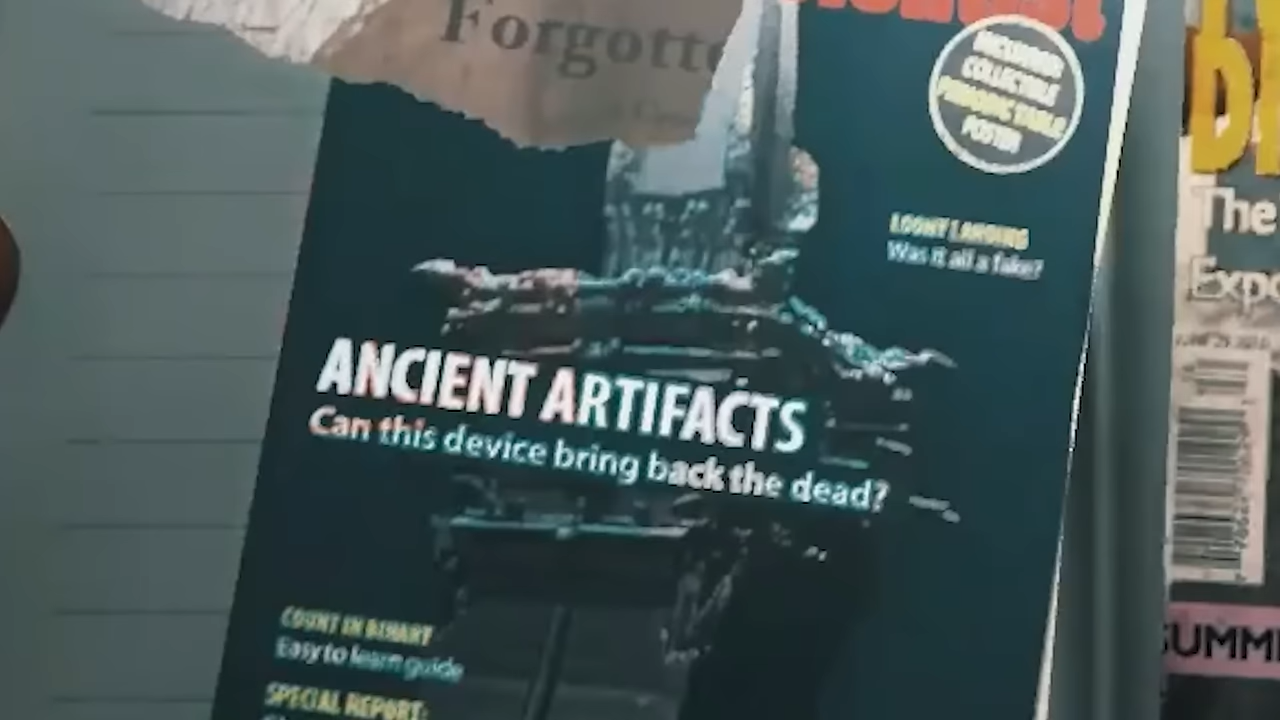 Forgotte
INCLUDED
COLLECTIBLE
PERIODIC TABLE
POSTER
LOONY LANDING
Was it all a fake?
ANCIENT ARTIFACTS
Can this device bring back the dead?
COUNT IN BINARY
Easy to learn guide
SPECIAL REPORT:
The
Expo
SUMM